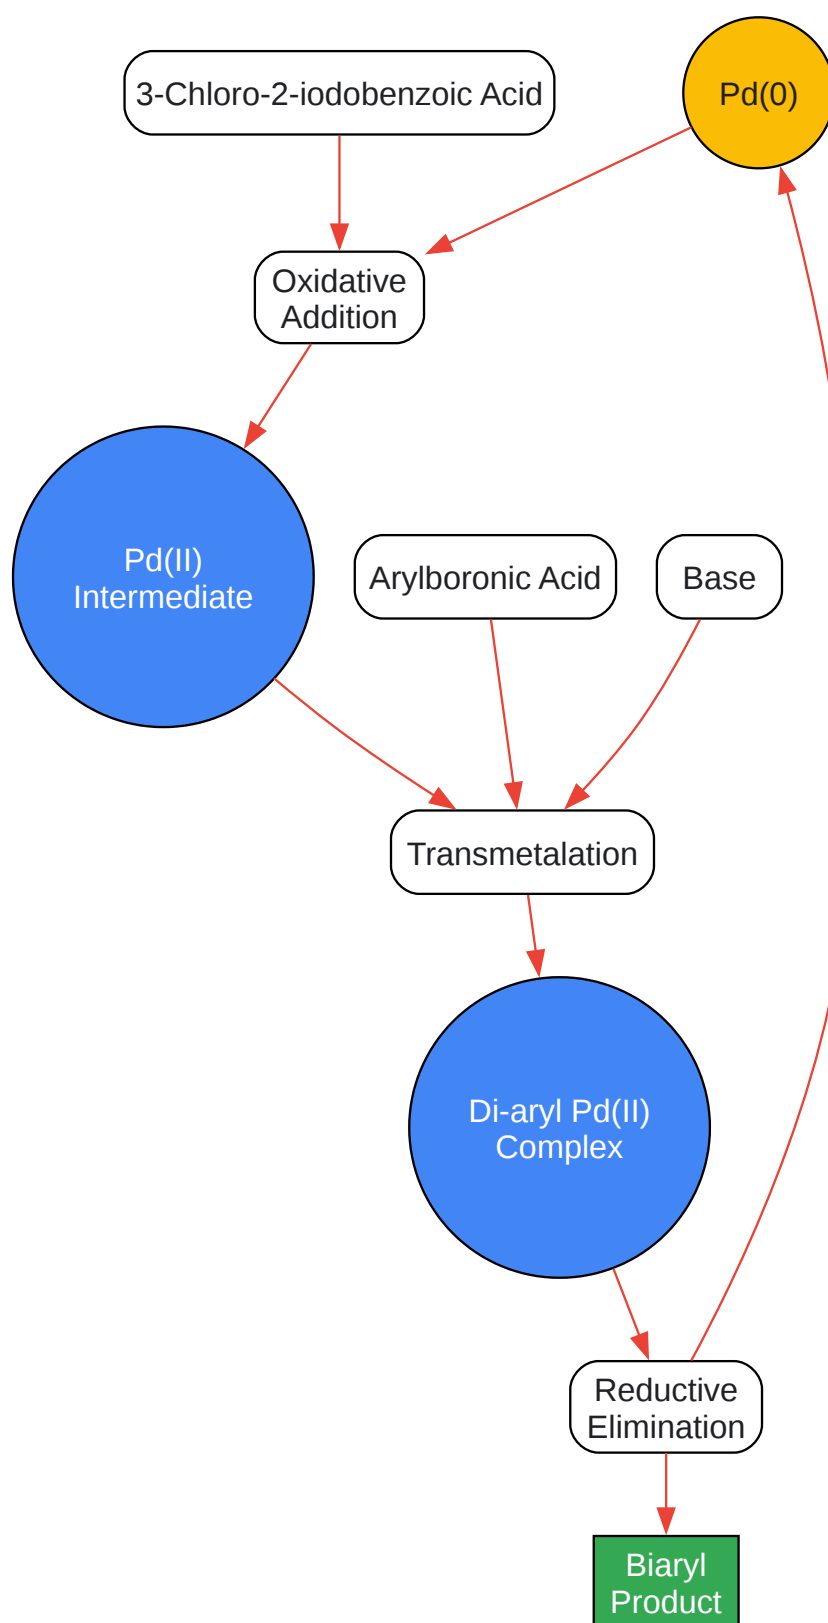 3-Chloro-2-iodobenzoic Acid
Pd(0)
Oxidative
Addition
Pd(II)
Intermediate
Arylboronic Acid
Base
Transmetalation
Di-aryl Pd(II)
Complex
Reductive
Elimination
Biaryl
Product